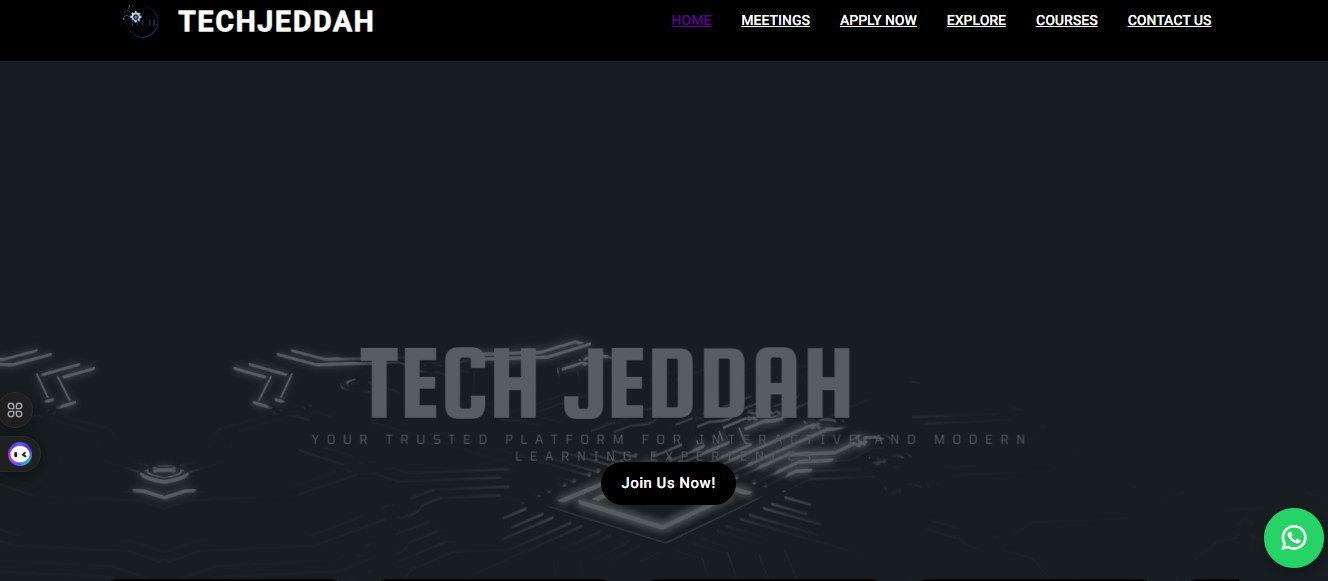 TECHJEDDAH
HOME MEETINGS APPLY NOW EXPLORE COURSES CONTACT US
TECH JEDDAH
YOUR TRUSTED PLATFORM FOR INTERACTIVE AND MODERN
LEARNING EXPERIENCES
Join Us Now!